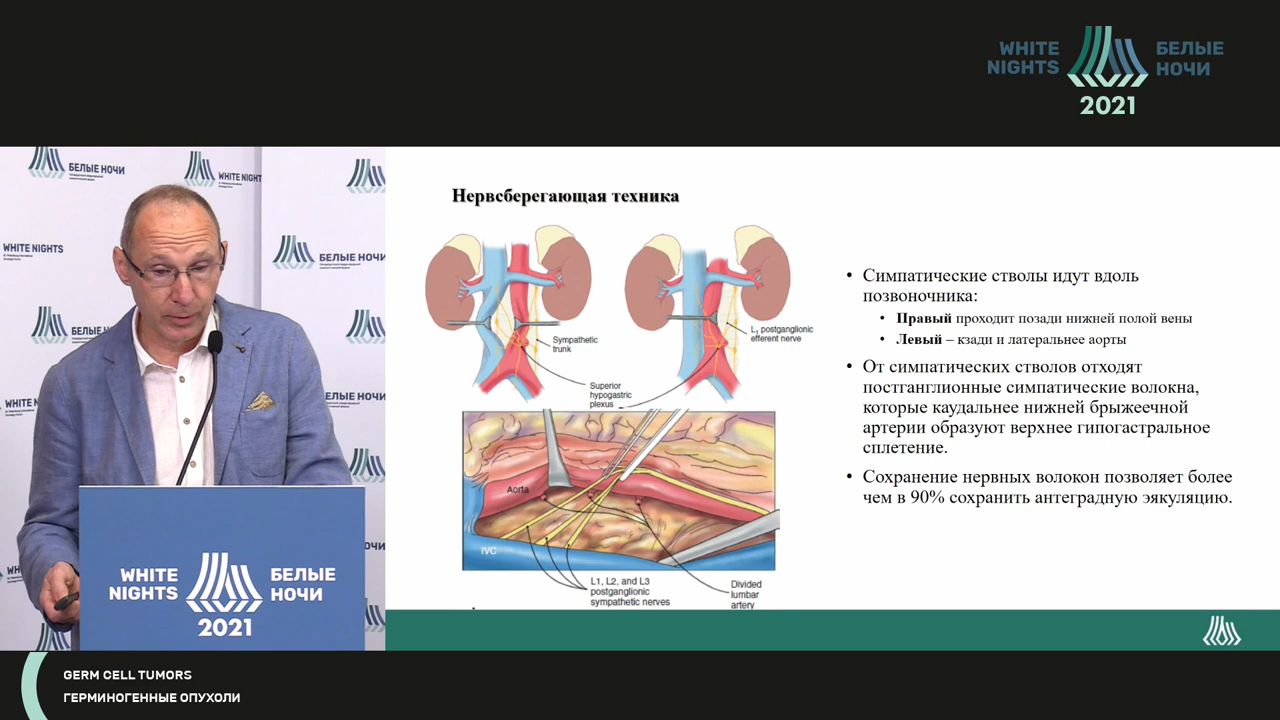 WHITE
NIGHTS
БЕЛЫЕ
НОЧИ
2021
БЕЛЫЕ НОЧИ
WHITE NIGHT
WHITE NIGHTS
БЕЛЫЕ НОЧИ
Нервсберегающая техника
Sympathetic
trunk
Superior
hypogastric
plexus
L1 postganglionic
efferent nerve
Aorta
IVC
L1, L2, and L3
postganglionic
sympathetic nerves
Divided
lumbar
artery
• Симпатические стволы идут вдоль
позвоночника:
• Правый проходит позади нижней полой вены
• Левый – кзади и латеральнее аорты
• От симпатических стволов отходят
постганглионные симпатические волокна,
которые каудальнее нижней брыжеечной
артерии образуют верхнее гипогастральное
сплетение.
• Сохранение нервных волокон позволяет более
чем в 90% сохранить антеградную эякуляцию.
WHITE
NIGHTS
БЕЛЫЕ
НОЧИ
2021
GERM CELL TUMORS
ГЕРМИНОГЕННЫЕ ОПУХОЛИ